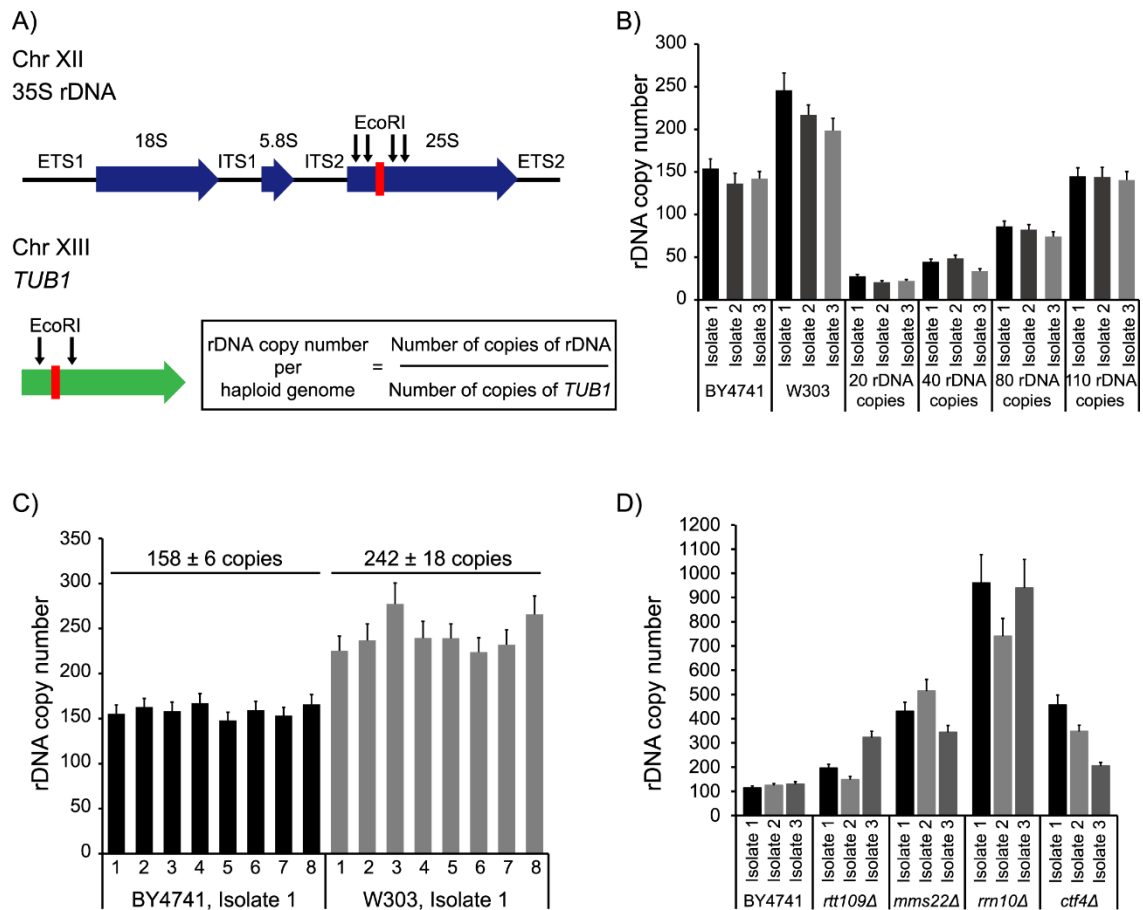 A)
Chr XII
35S rDNA
EcoRI
18S
5.8S
25S
ETS1
ITS1
ITS2
ETS2
Chr XIII
TUB1
EcoRI
rDNA copy number
per
haploid genome
=
Number of copies of rDNA
Number of copies of TUB1
B)
rDNA copy number
300
250
200
150
100
50
0
Isolate 1
Isolate 2
Isolate 3
Isolate 1
Isolate 2
Isolate 3
Isolate 1
Isolate 2
Isolate 3
Isolate 1
Isolate 2
Isolate 3
Isolate 1
Isolate 2
Isolate 3
Isolate 1
Isolate 2
Isolate 3
BY4741
W303
20 rDNA
copies
40 rDNA
copies
80 rDNA
copies
110 rDNA
copies
C)
rDNA copy number
350
300
250
200
150
100
50
0
158 ± 6 copies
242 ± 18 copies
1 2 3 4 5 6 7 8
1 2 3 4 5 6 7 8
BY4741, Isolate 1
W303, Isolate 1
D)
rDNA copy number
1200
1100
1000
900
800
700
600
500
400
300
200
100
0
Isolate 1
Isolate 2
Isolate 3
Isolate 1
Isolate 2
Isolate 3
Isolate 1
Isolate 2
Isolate 3
Isolate 1
Isolate 2
Isolate 3
Isolate 1
Isolate 2
Isolate 3
BY4741
rtt109Δ
mms22Δ
rrn10Δ
ctf4Δ